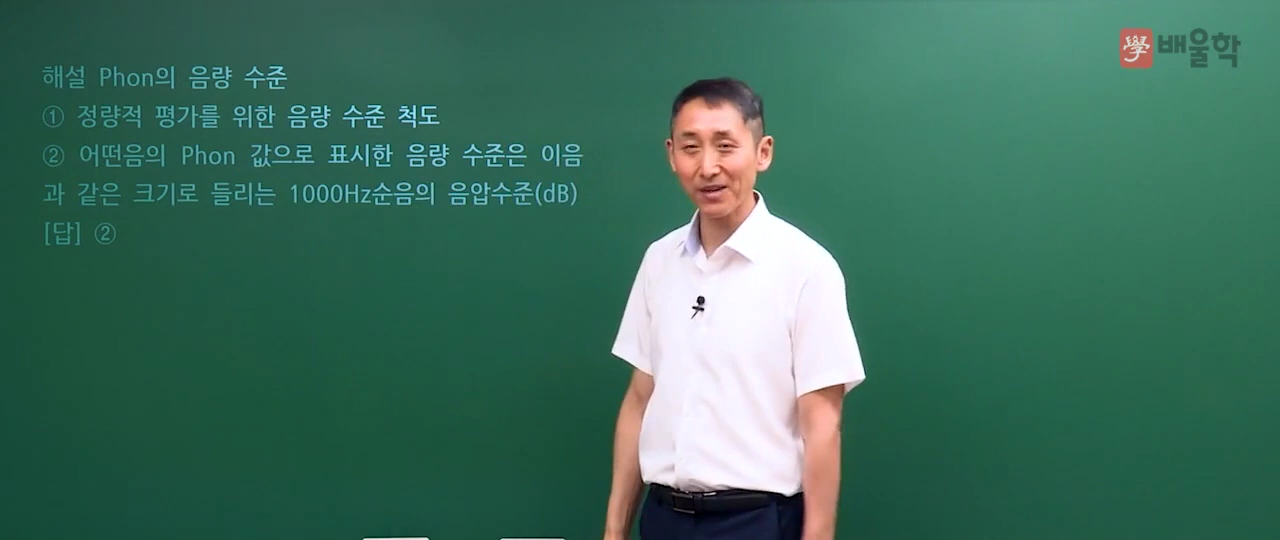 學 배울학
해설 Phon의 음량 수준
① 정량적 평가를 위한 음량 수준 척도
② 어떤음의 Phon 값으로 표시한 음량 수준은 이음
과 같은 크기로 들리는 1000Hz순음의 음압수준(dB)
[답] ②